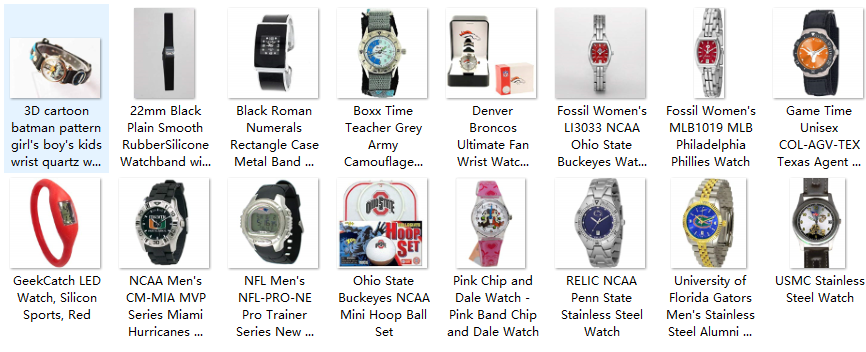 3D cartoon
batman pattern
girl's boy's kids
wrist quartz w...
22mm Black
Plain Smooth
RubberSilicone
Watchband wi...
Black Roman
Numerals
Rectangle Case
Metal Band ...
Boxx Time
Teacher Grey
Army
Camouflage...
Denver
Broncos
Ultimate Fan
Wrist Watc...
Fossil Women's
LI3033 NCAA
Ohio State
Buckeyes Wat...
Fossil Women's
MLB1019 MLB
Philadelphia
Phillies Watch
Game Time
Unisex
COL-AGV-TEX
Texas Agent ...
OHIO STATE
HOOP
SET
GeekCatch LED
Watch, Silicon
Sports, Red
NCAA Men's
CM-MIA MVP
Series Miami
Hurricanes ...
NFL Men's
NFL-PRO-NE
Pro Trainer
Series New ...
Ohio State
Buckeyes NCAA
Mini Hoop Ball
Set
Pink Chip and
Dale Watch -
Pink Band Chip
and Dale Watch
RELIC NCAA
Penn State
Stainless Steel
Watch
University of
Florida Gators
Men's Stainless
Steel Alumni ...
USMC Stainless
Steel Watch